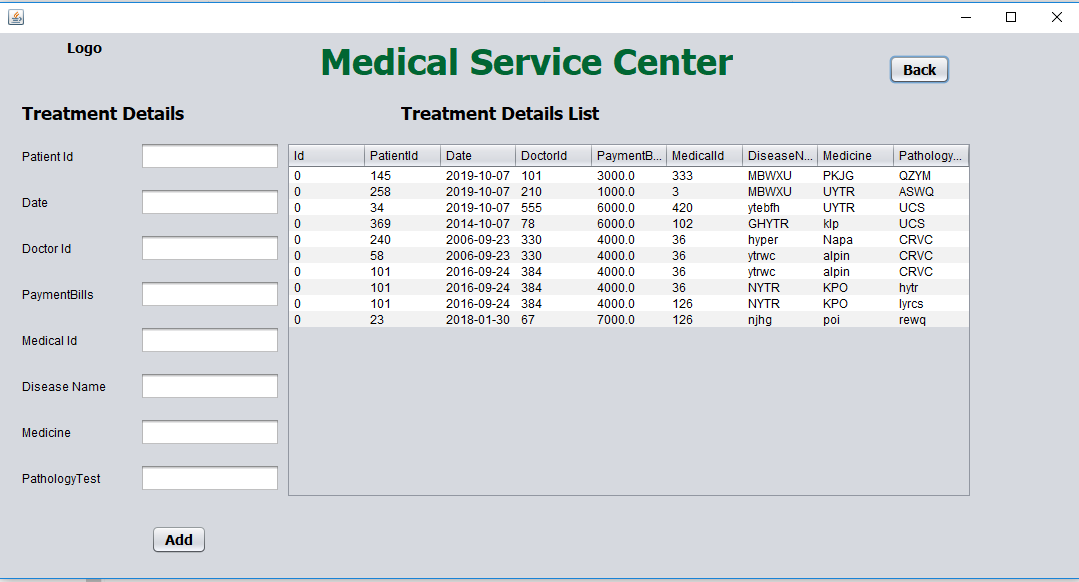 Logo
Medical Service Center
Back
Treatment Details
Treatment Details List
Patient Id
Date
Doctor Id
PaymentBills
Medical Id
Disease Name
Medicine
PathologyTest
Add
Id PatientId Date DoctorId PaymentB... MedicalId DiseaseN... Medicine Pathology...
0 145 2019-10-07 101 3000.0 333 MBWXU PKJG QZYM
0 258 2019-10-07 210 1000.0 3 MBWXU UYTR ASWQ
0 34 2019-10-07 555 6000.0 420 ytebfh UYTR UCS
0 369 2014-10-07 78 6000.0 102 GHYTR klp UCS
0 240 2006-09-23 330 4000.0 36 hyper Napa CRVC
0 58 2006-09-23 330 4000.0 36 ytrwc alpin CRVC
0 101 2016-09-24 384 4000.0 36 ytrwc alpin CRVC
0 101 2016-09-24 384 4000.0 36 NYTR KPO hytr
0 101 2016-09-24 384 4000.0 126 NYTR KPO lyrcs
0 23 2018-01-30 67 7000.0 126 njhg poi rewq